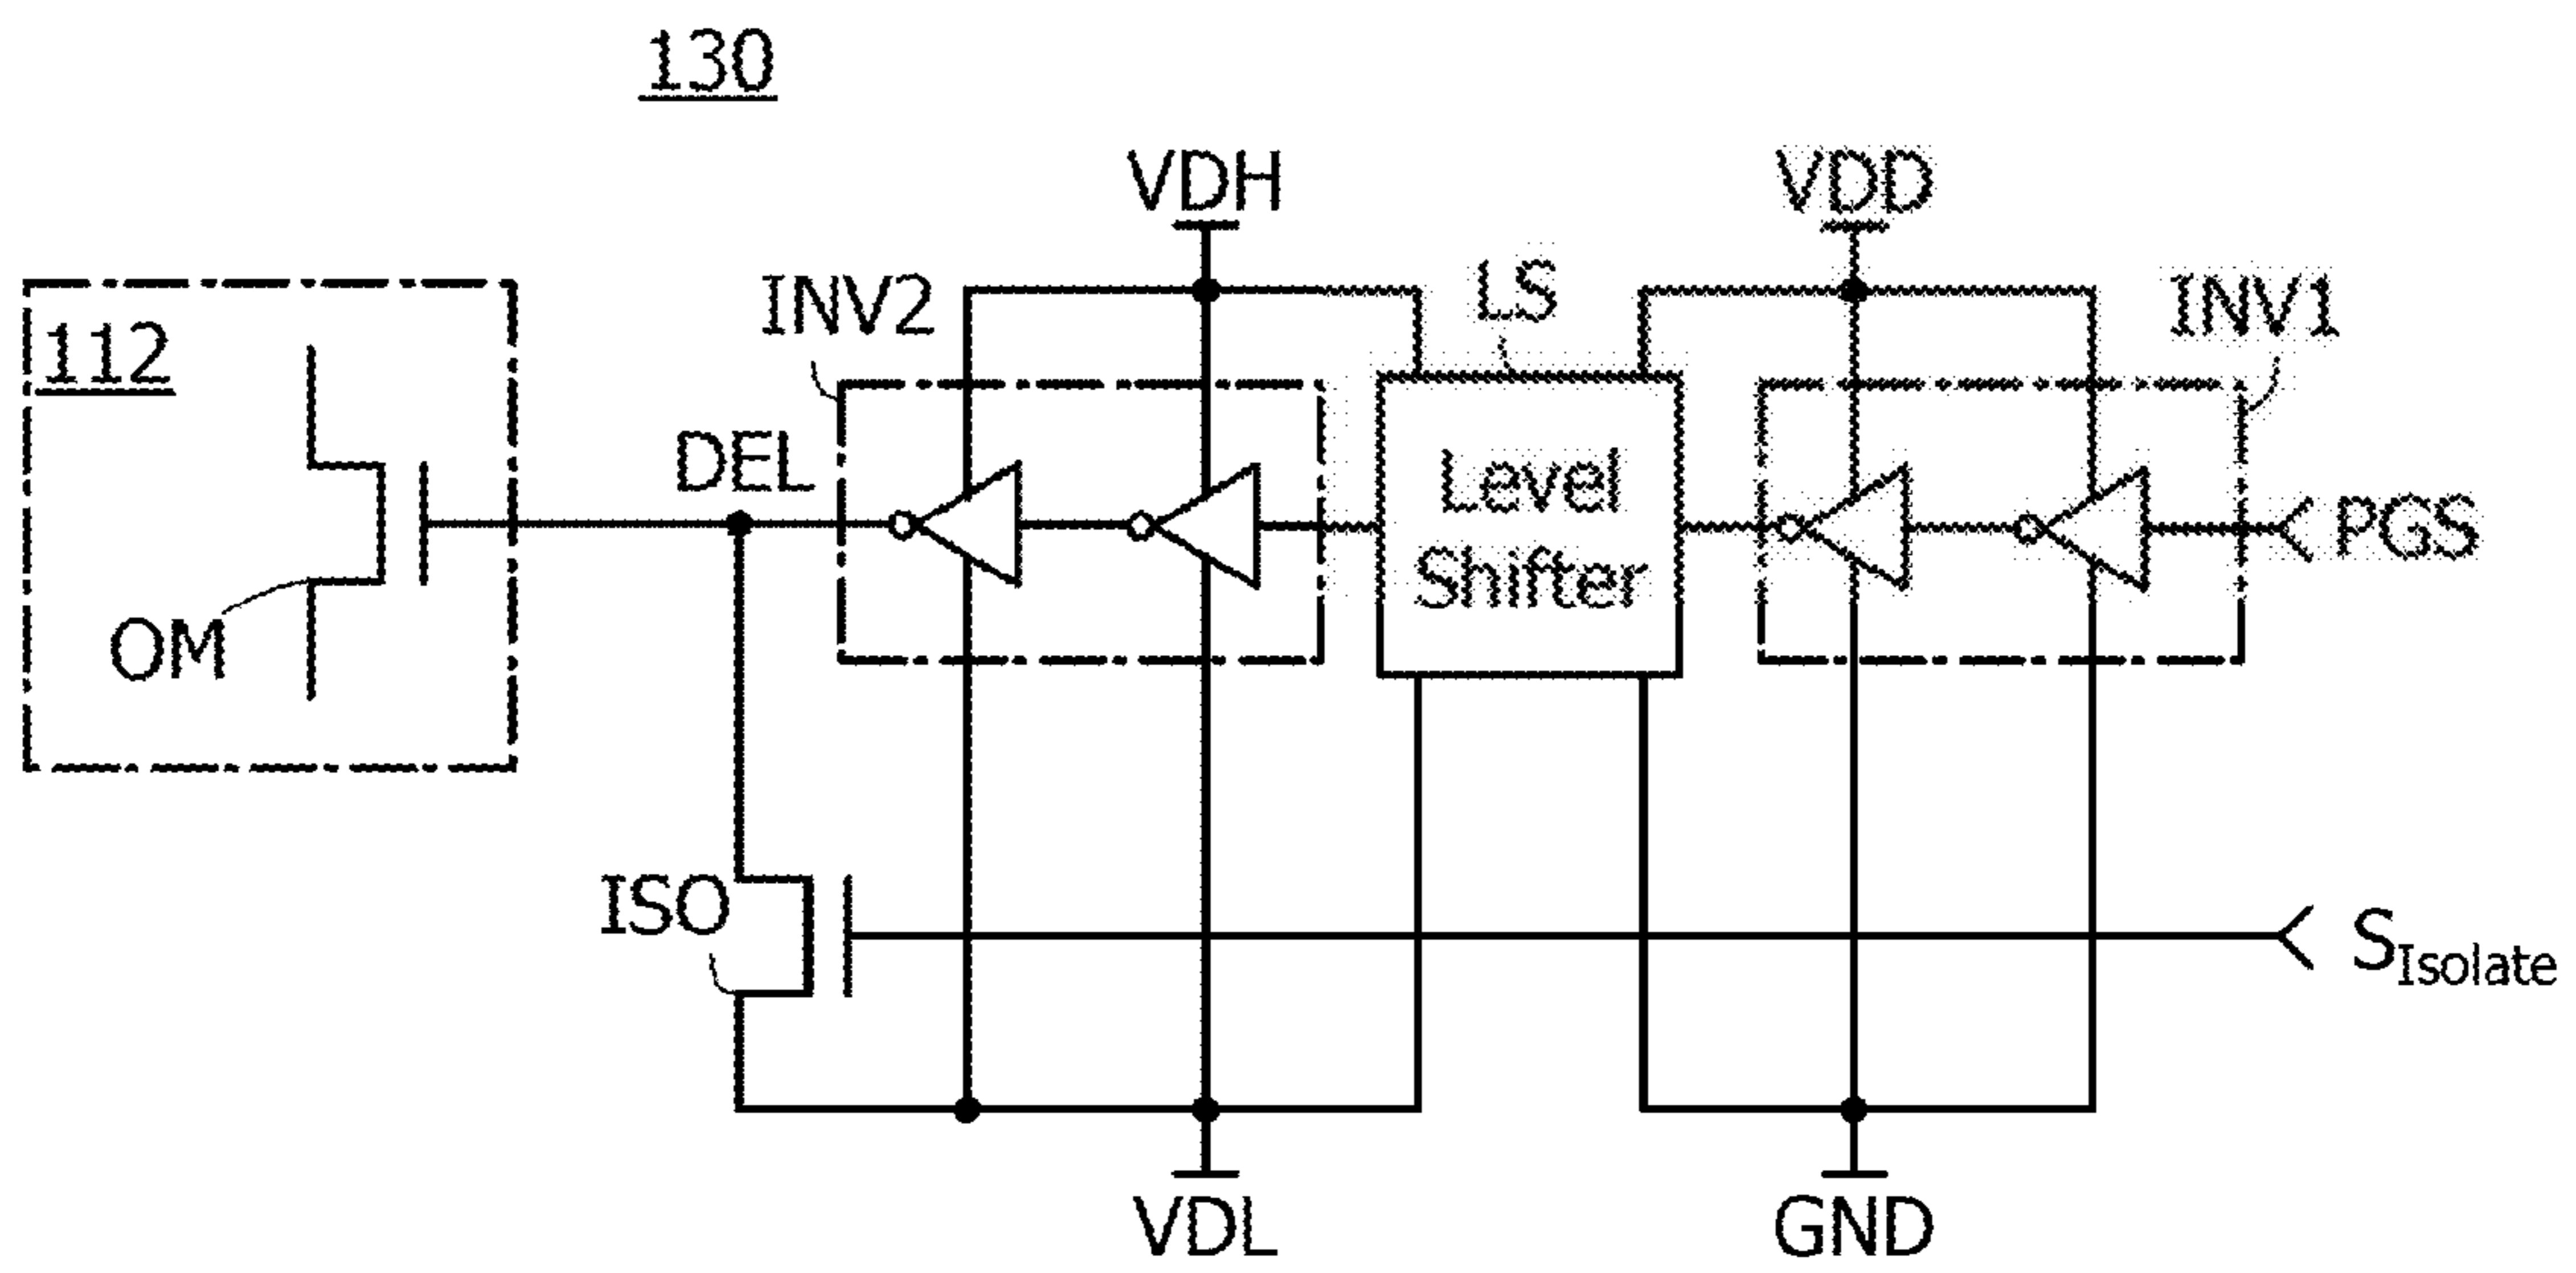 130
VDH
VDD
LS
INV2
INV1
112
DEL
Level
Shifter
PGS
OM
ISO
SIsolate
VDL
GND